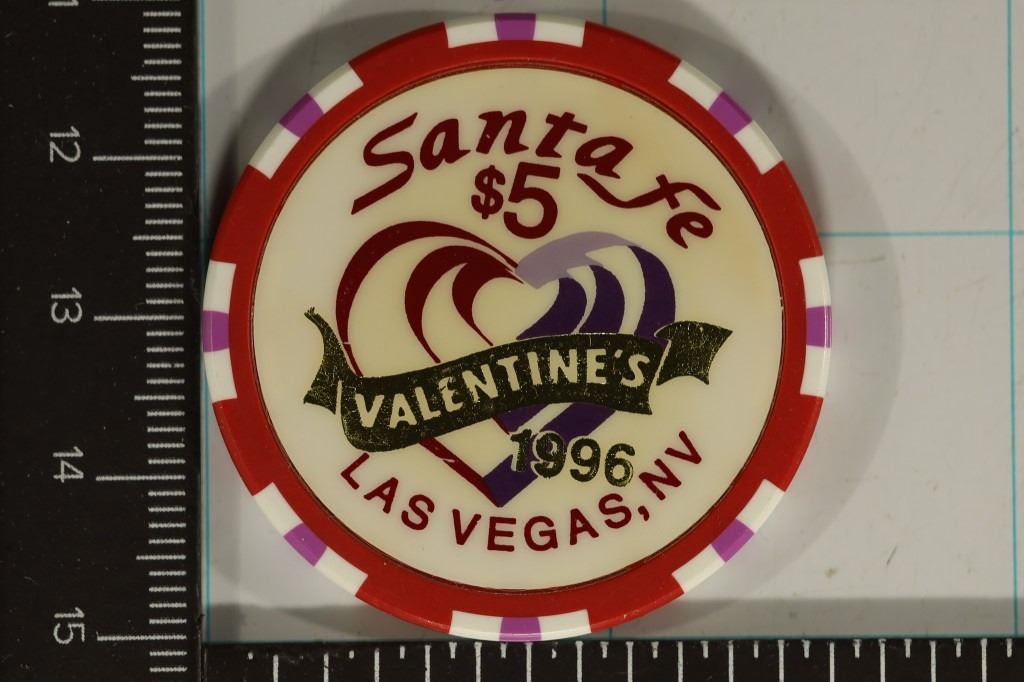 Santa Fe
$5
VALENTINE'S
1996
LAS VEGAS, NV
12
13
14
15